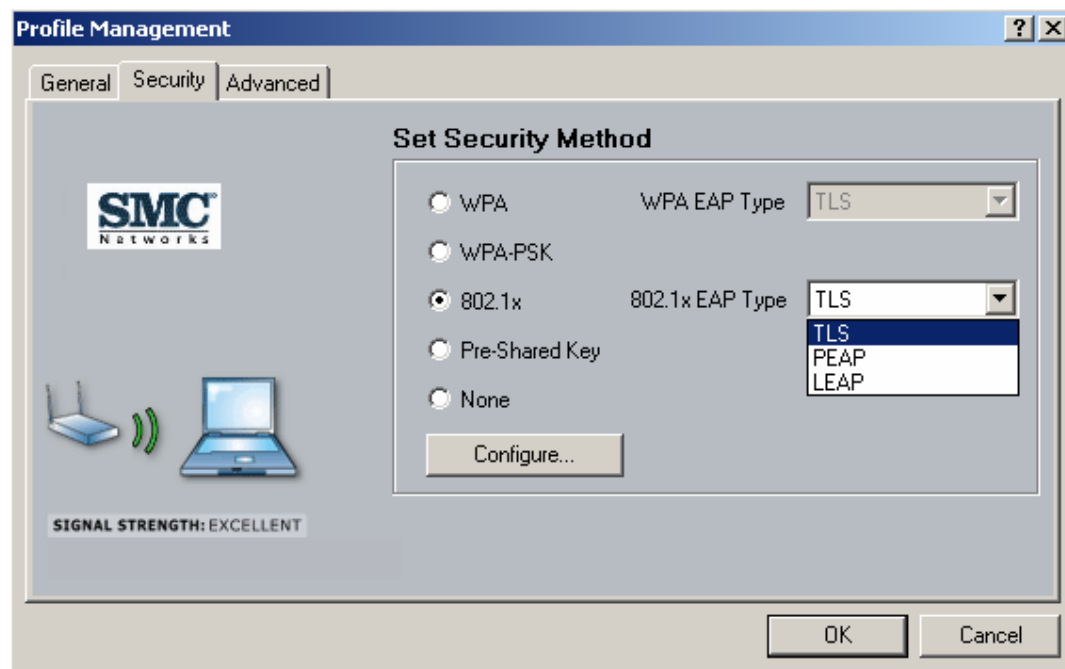 Profile Management
General Security Advanced
SMC®
Networks
Set Security Method
WPA WPA EAP Type TLS
WPA-PSK
802.1x 802.1x EAP Type TLS
TLS
PEAP
LEAP
Pre-Shared Key
None
Configure...
SIGNAL STRENGTH: EXCELLENT
OK Cancel